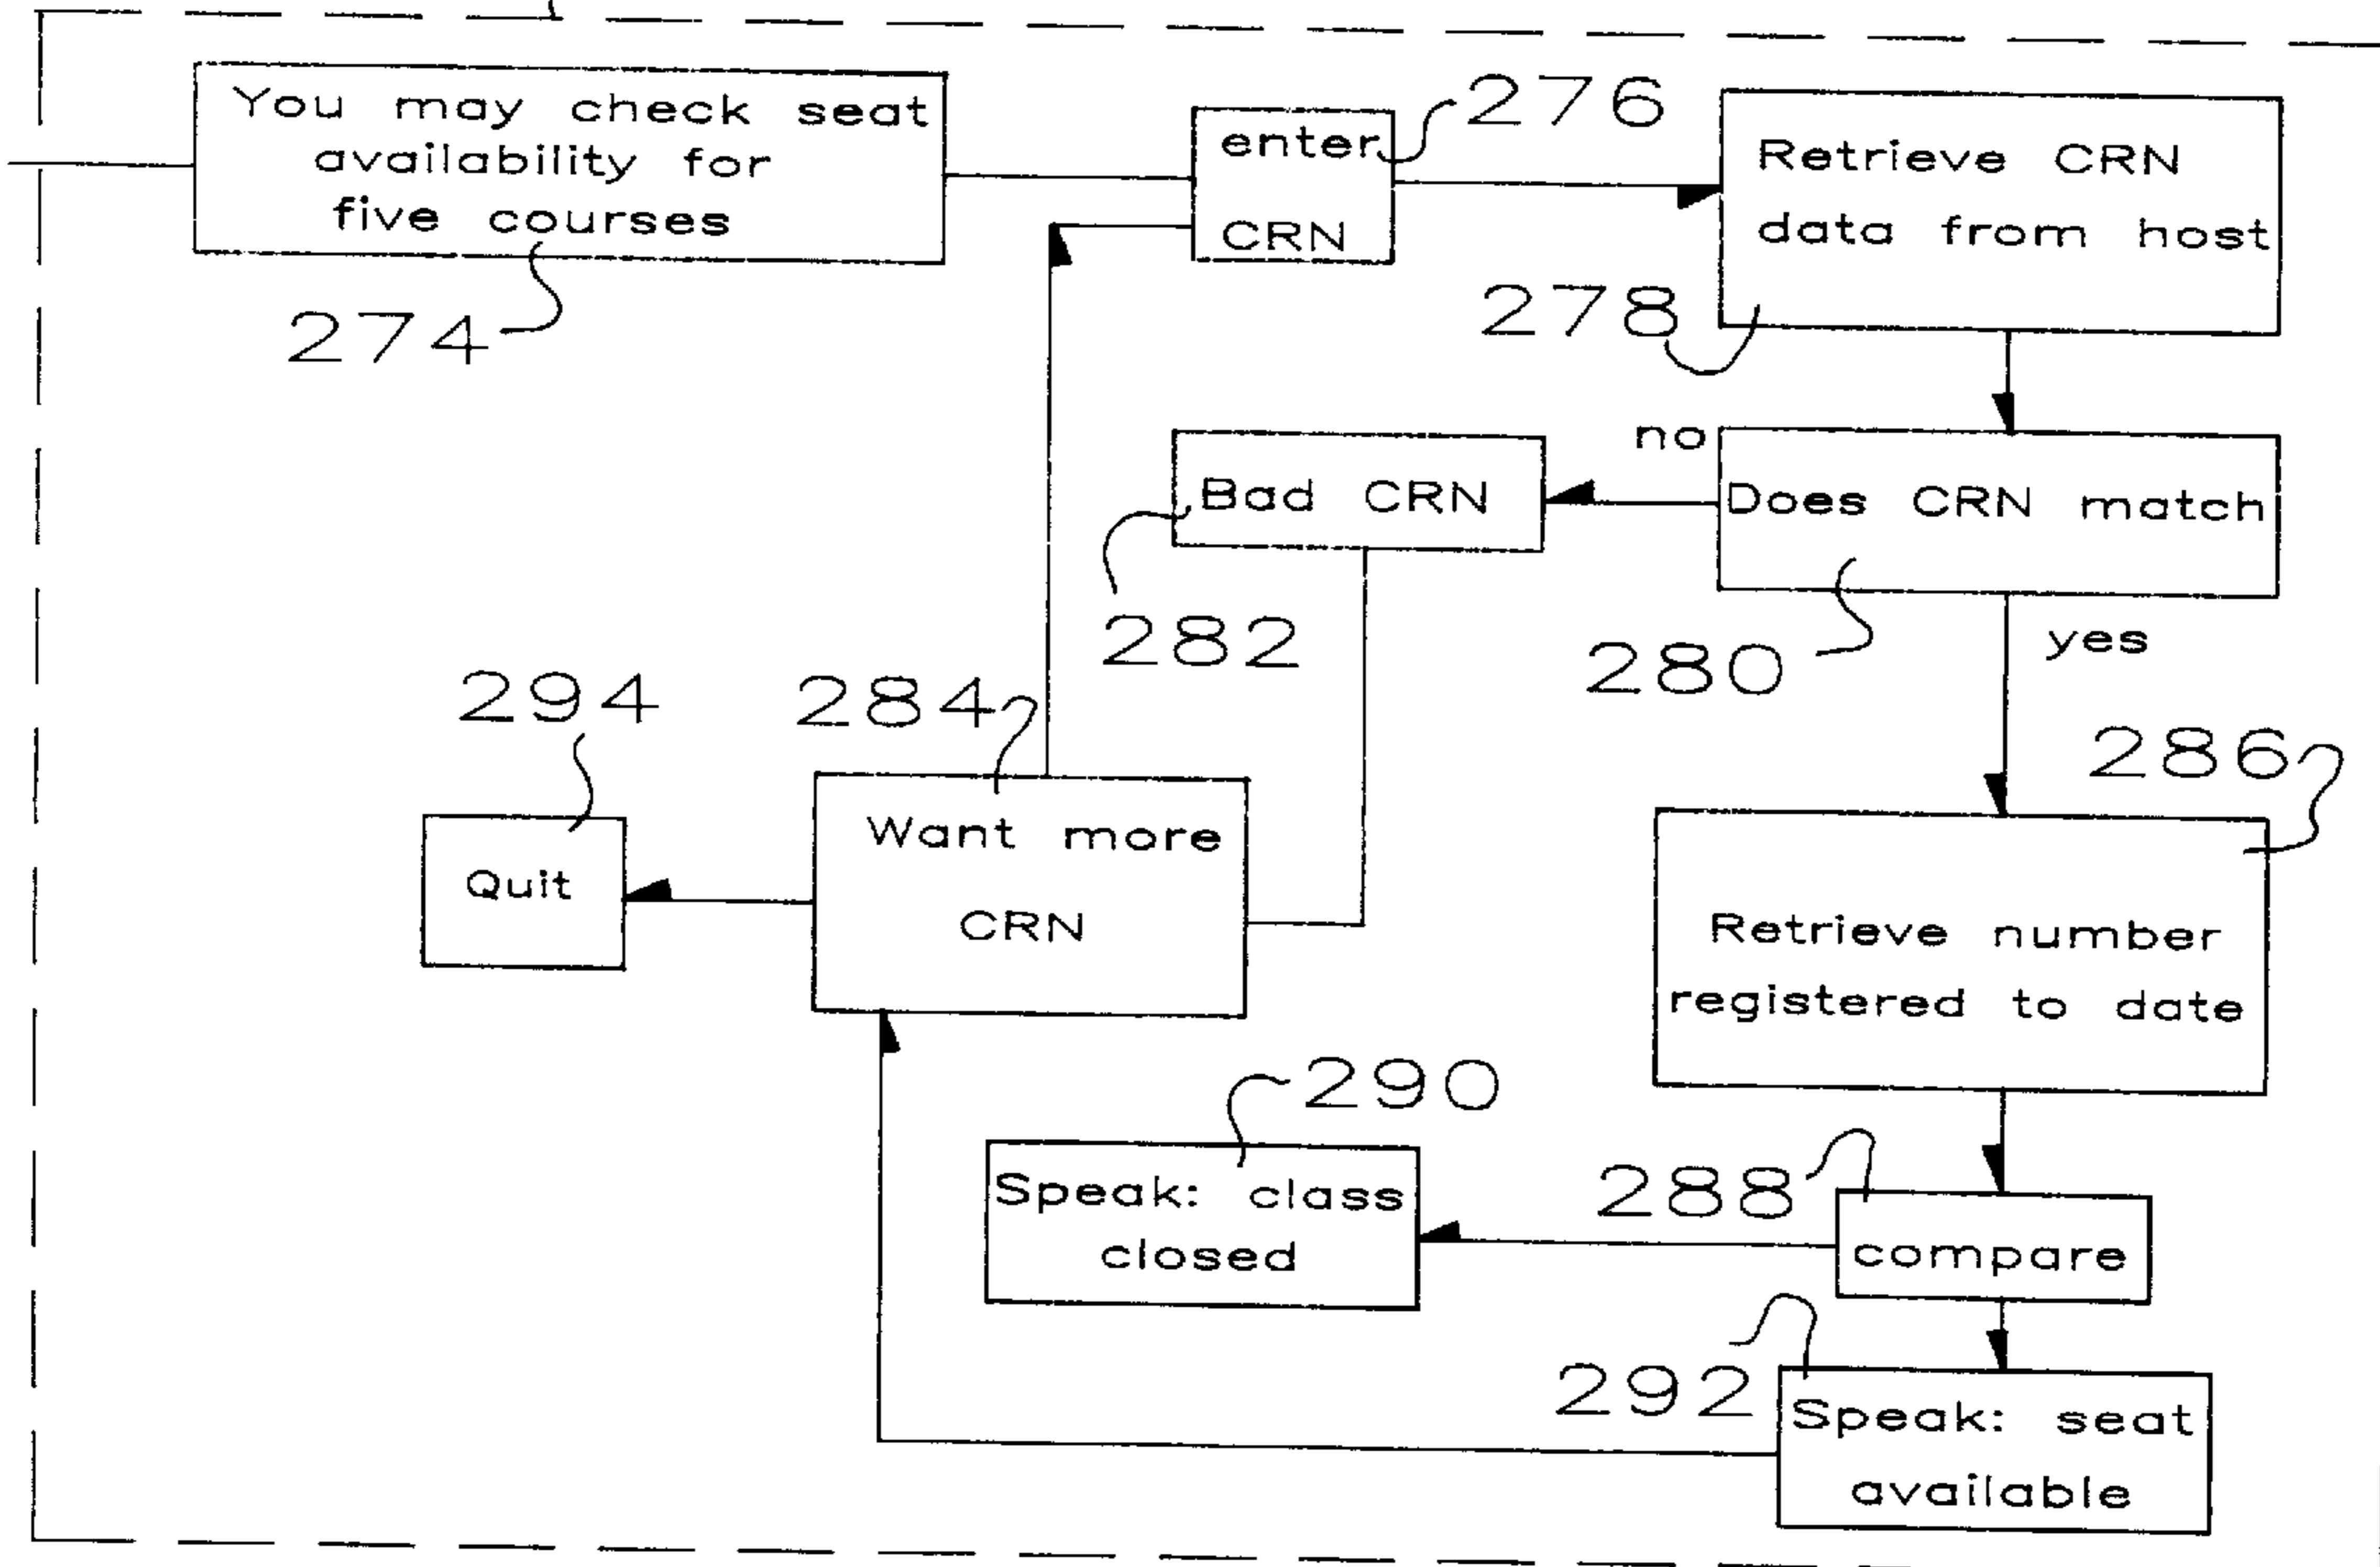 You may check seat
availability for
five courses
274
enter
CRN
276
Retrieve CRN
data from host
278
no
Does CRN match
280
yes
Bad CRN
282
294
284
286
Quit
Want more
CRN
Retrieve number
registered to date
290
Speak: class
closed
288
compare
292
Speak: seat
available